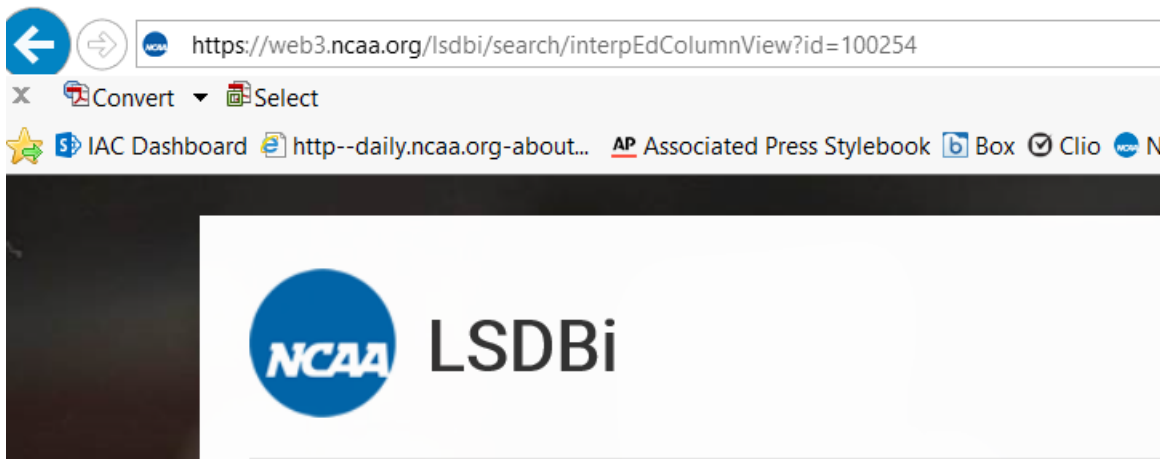 NCAA https://web3.ncaa.org/lsdbi/search/interpEdColumnView?id=100254
x Convert Select
S IAC Dashboard http--daily.ncaa.org-about... AP Associated Press Stylebook b Box Clio N
NCAA LSDBi